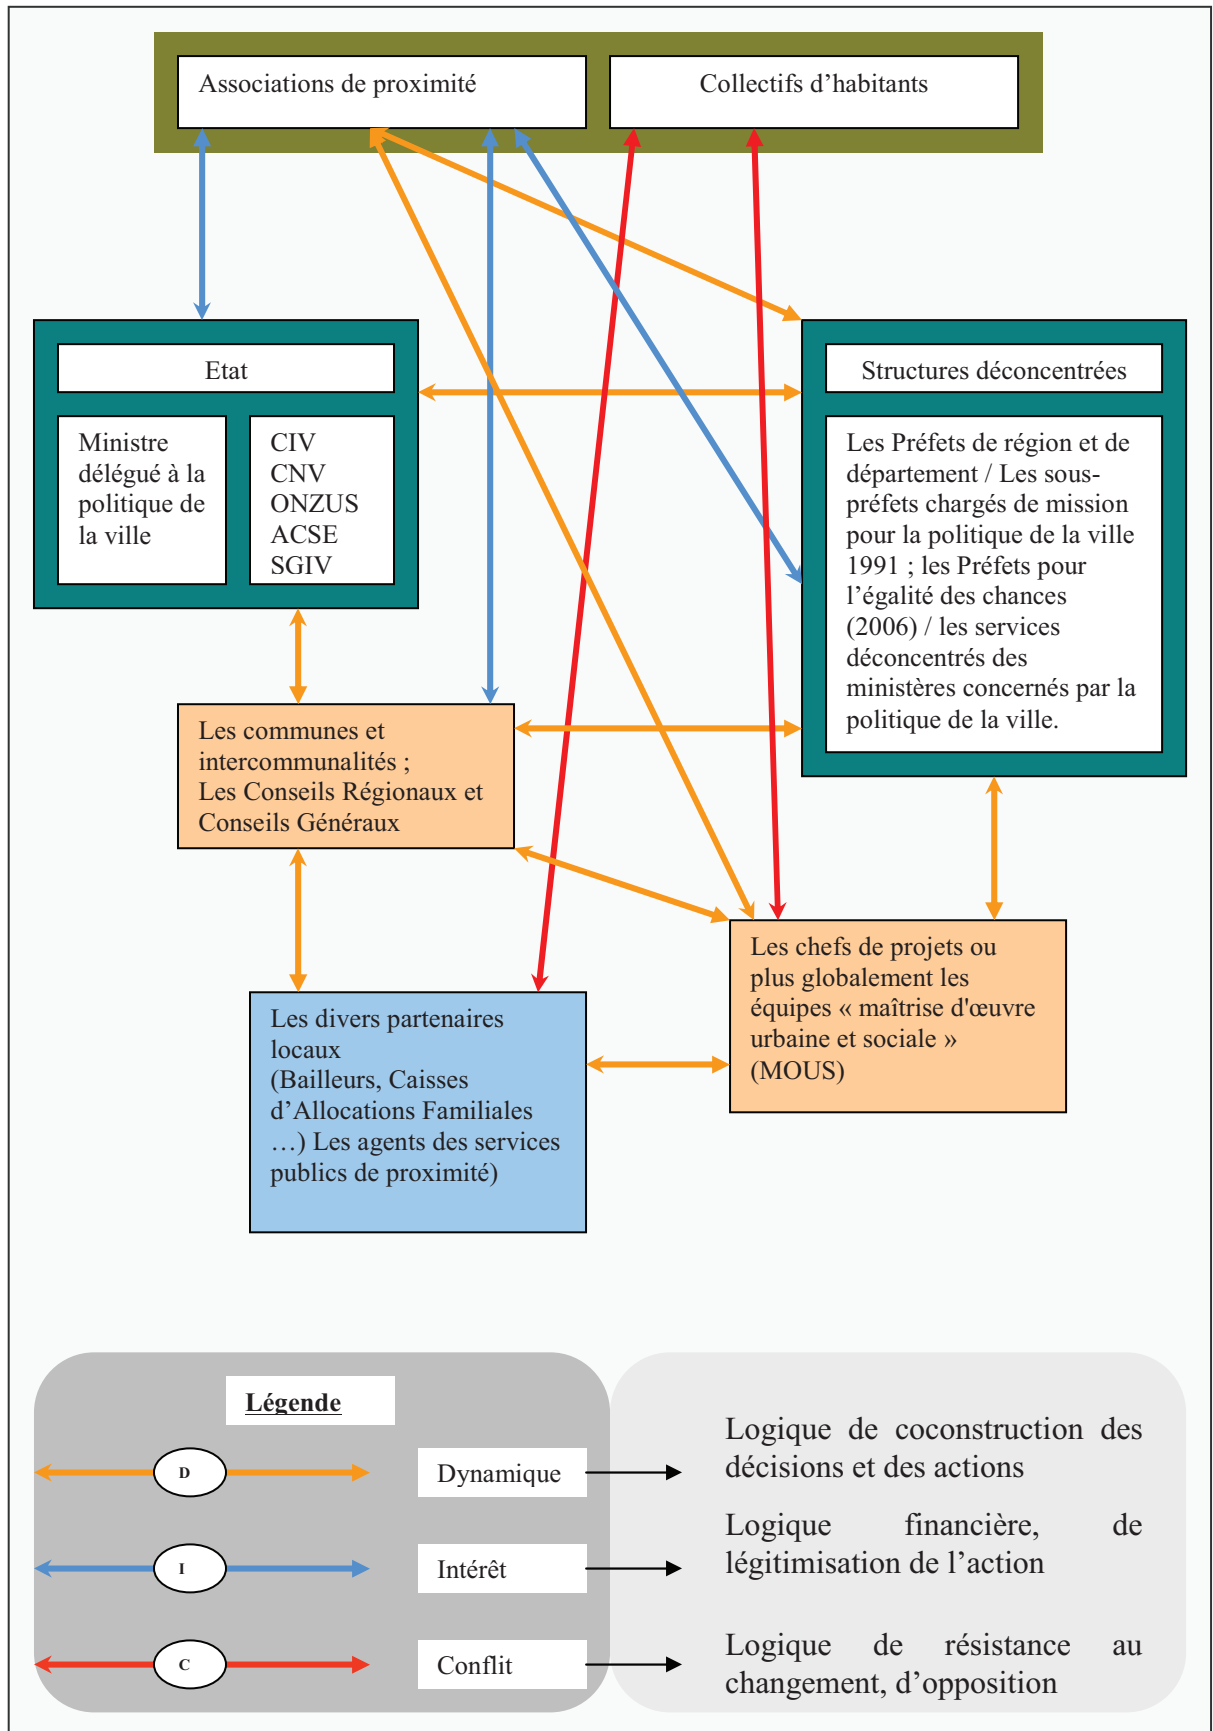 Associations de proximité
Collectifs d’habitants
Etat
Ministre
délégué à la
politique de
la ville
CIV
CNV
ONZUS
ACSE
SGIV
Structures déconcentrées
Les Préfets de région et de
département / Les sous-
préfets chargés de mission
pour la politique de la ville
1991 ; les Préfets pour
l’égalité des chances
(2006) / les services
déconcentrés des
ministères concernés par la
politique de la ville.
Les communes et
intercommunalités ;
Les Conseils Régionaux et
Conseils Généraux
Les chefs de projets ou
plus globalement les
équipes « maîtrise d'œuvre
urbaine et sociale »
(MOUS)
Les divers partenaires
locaux
(Bailleurs, Caisses
d’Allocations Familiales
…) Les agents des services
publics de proximité)
Légende
D
Dynamique
Logique de coconstruction des
décisions et des actions
I
Intérêt
Logique financière, de
légitimisation de l’action
C
Conflit
Logique de résistance au
changement, d’opposition